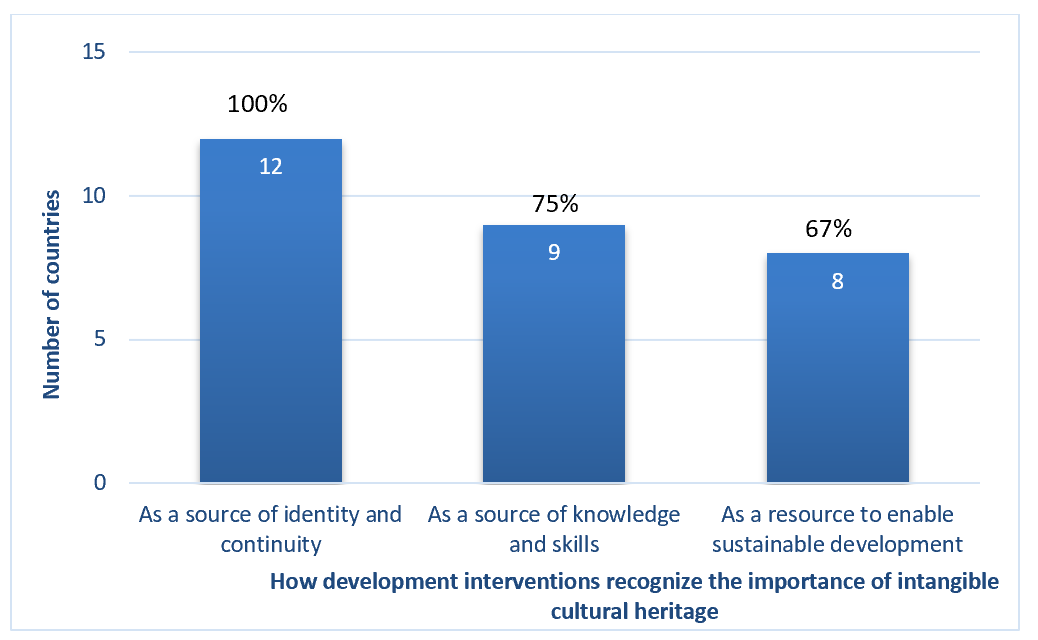 15
100%
12
Number of countries
10
75%
9
67%
8
5
0
As a source of identity and
continuity
As a source of knowledge
and skills
As a resource to enable
sustainable development
How development interventions recognize the importance of intangible
cultural heritage